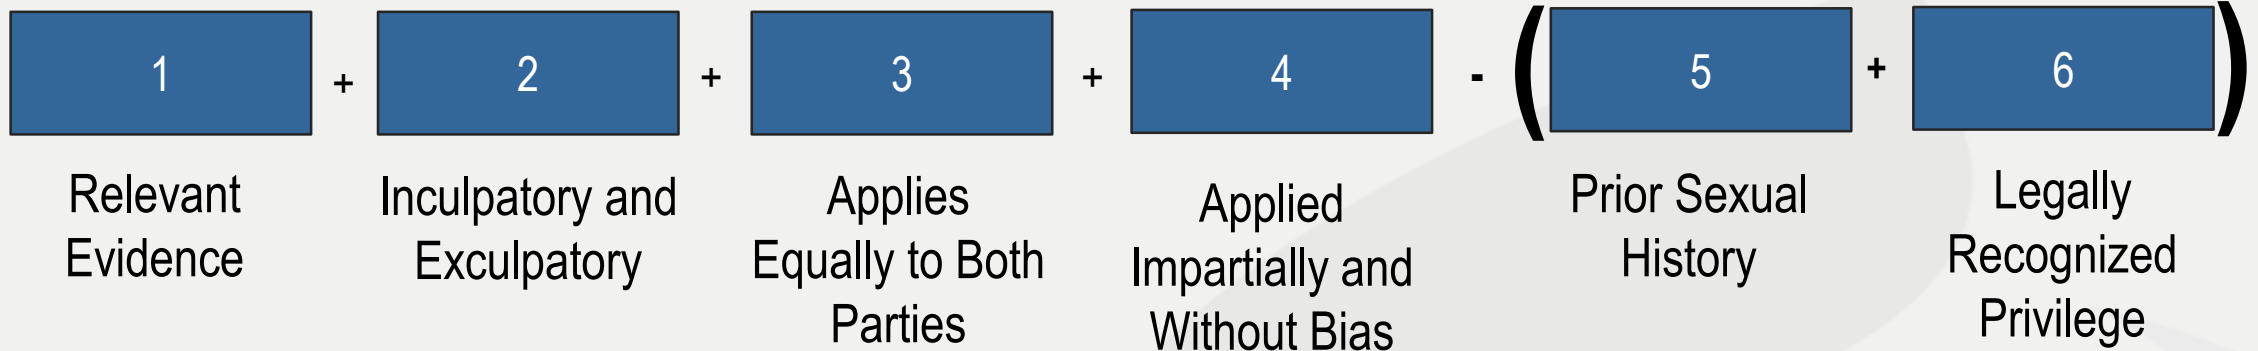 1 + 2 + 3 + 4 - ( 5 + 6 )
Relevant
Evidence
Inculpatory and
Exculpatory
Applies
Equally to Both
Parties
Applied
Impartially and
Without Bias
Prior Sexual
History
Legally
Recognized
Privilege